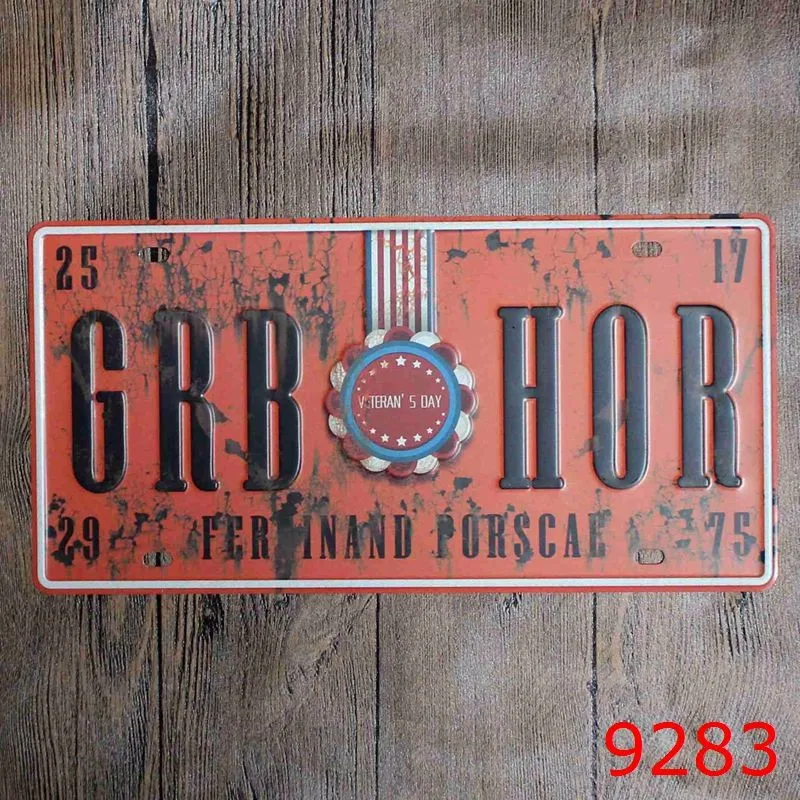 25 17
GRB HOR
VETERAN' S DAY
29 FERDINAND PORSCAE 75
9283